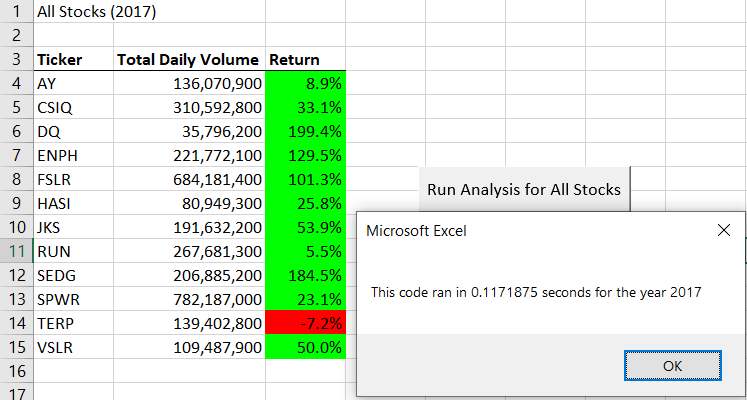 1 All Stocks (2017)
2
3 Ticker Total Daily Volume Return
4 AY 136,070,900 8.9%
5 CSIQ 310,592,800 33.1%
6 DQ 35,796,200 199.4%
7 ENPH 221,772,100 129.5%
8 FSLR 684,181,400 101.3%
9 HASI 80,949,300 25.8%
10 JKS 191,632,200 53.9%
11 RUN 267,681,300 5.5%
12 SEDG 206,885,200 184.5%
13 SPWR 782,187,000 23.1%
14 TERP 139,402,800 -7.2%
15 VSLR 109,487,900 50.0%
16
17
Run Analysis for All Stocks
Microsoft Excel
This code ran in 0.1171875 seconds for the year 2017
OK